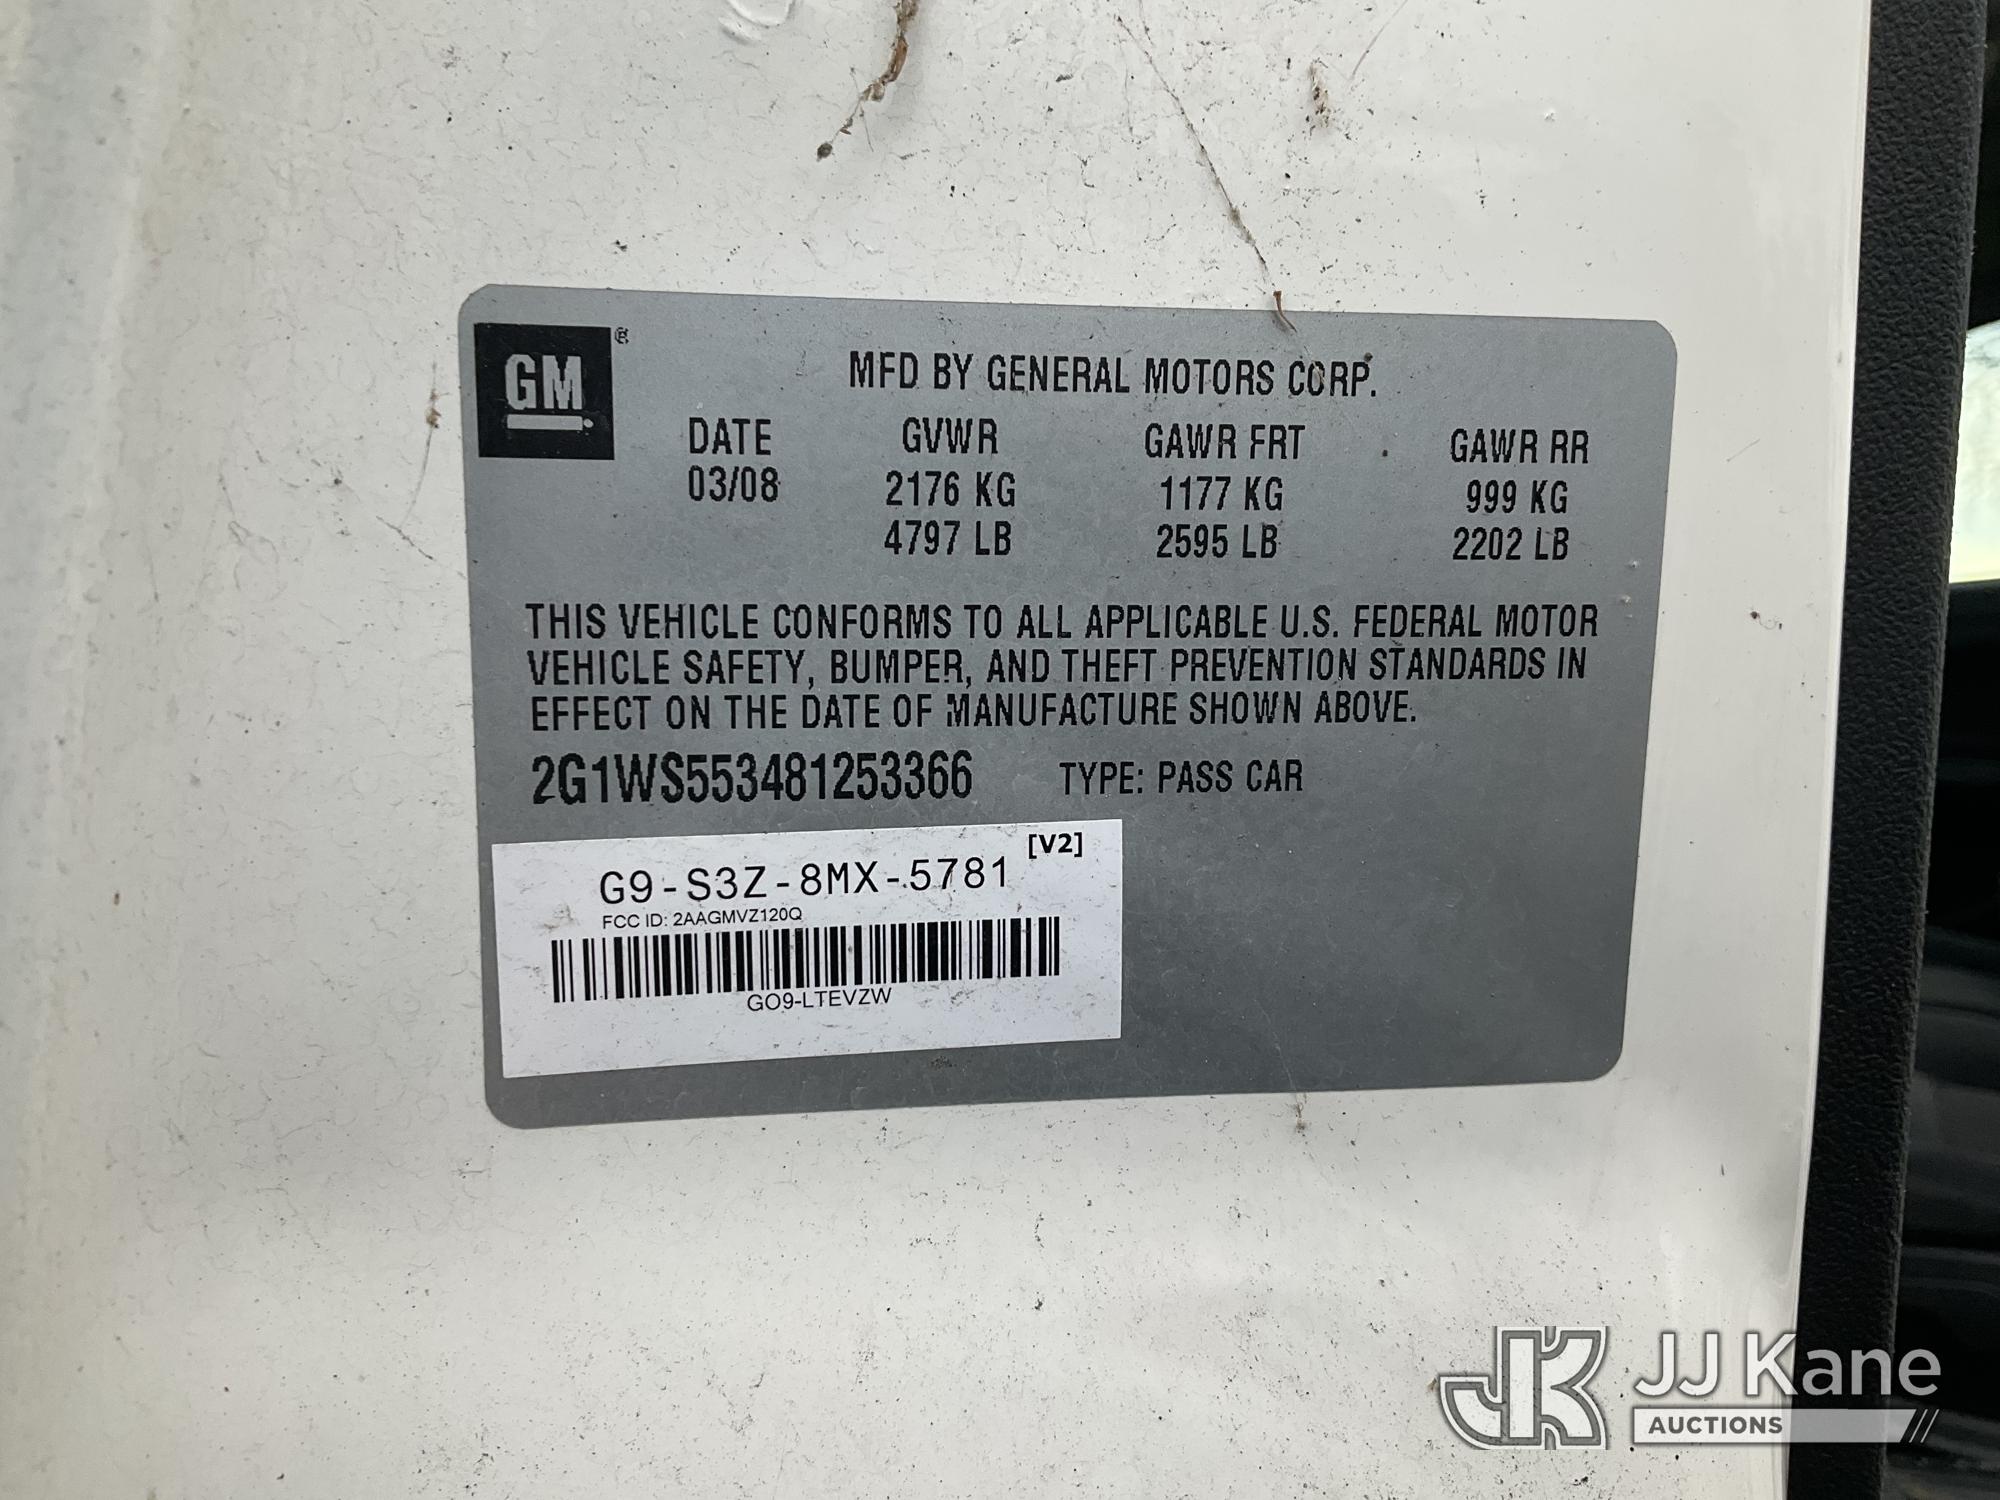 GM ®
MFD BY GENERAL MOTORS CORP.
DATE GVWR GAWR FRT GAWR RR
03/08 2176 KG 1177 KG 999 KG
4797 LB 2595 LB 2202 LB
THIS VEHICLE CONFORMS TO ALL APPLICABLE U.S. FEDERAL MOTOR
VEHICLE SAFETY, BUMPER, AND THEFT PREVENTION STANDARDS IN
EFFECT ON THE DATE OF MANUFACTURE SHOWN ABOVE.
2G1WS553481253366 TYPE: PASS CAR
[V2]
G9-S3Z-8MX-5781
FCC ID: 2AAGMVZ120Q
GO9-LTEVZW
JK JJ Kane
AUCTIONS